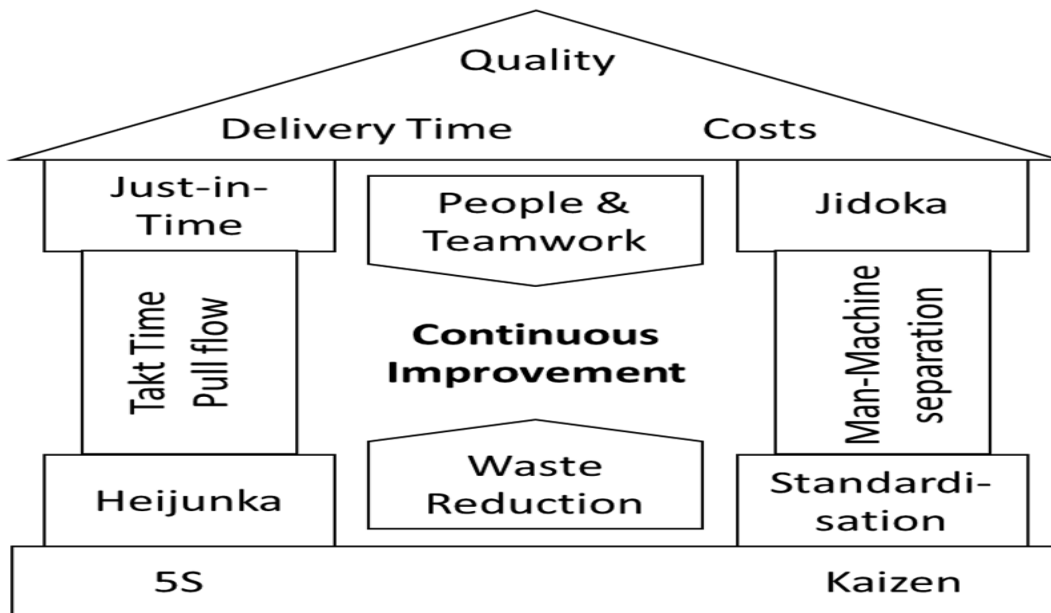 Quality
Delivery Time Costs
Just-in-
Time
People &
Teamwork
Jidoka
Takt Time
Pull flow
Continuous
Improvement
Man-Machine
separation
Heijunka
Waste
Reduction
Standardi-
sation
5S Kaizen